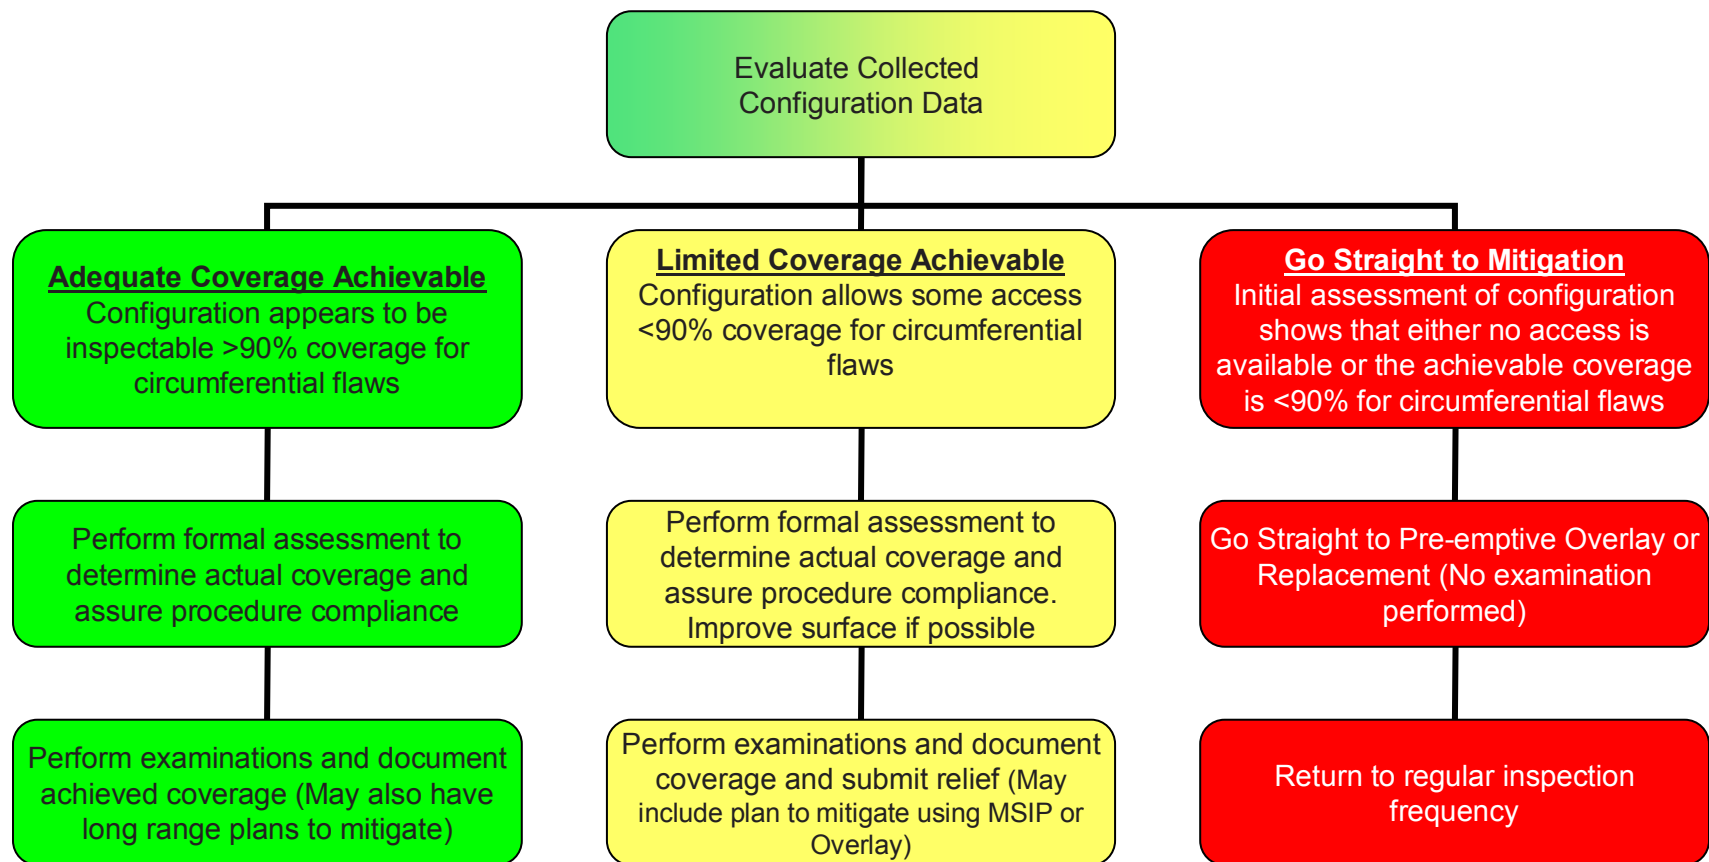 Evaluate Collected
Configuration Data
Adequate Coverage Achievable
Configuration appears to be
inspectable >90% coverage for
circumferential flaws
Limited Coverage Achievable
Configuration allows some access
<90% coverage for circumferential
flaws
Go Straight to Mitigation
Initial assessment of configuration
shows that either no access is
available or the achievable coverage
is <90% for circumferential flaws
Perform formal assessment to
determine actual coverage and
assure procedure compliance
Perform formal assessment to
determine actual coverage and
assure procedure compliance.
Improve surface if possible
Go Straight to Pre-emptive Overlay or
Replacement (No examination
performed)
Perform examinations and document
achieved coverage (May also have
long range plans to mitigate)
Perform examinations and document
coverage and submit relief (May
include plan to mitigate using MSIP or
Overlay)
Return to regular inspection
frequency